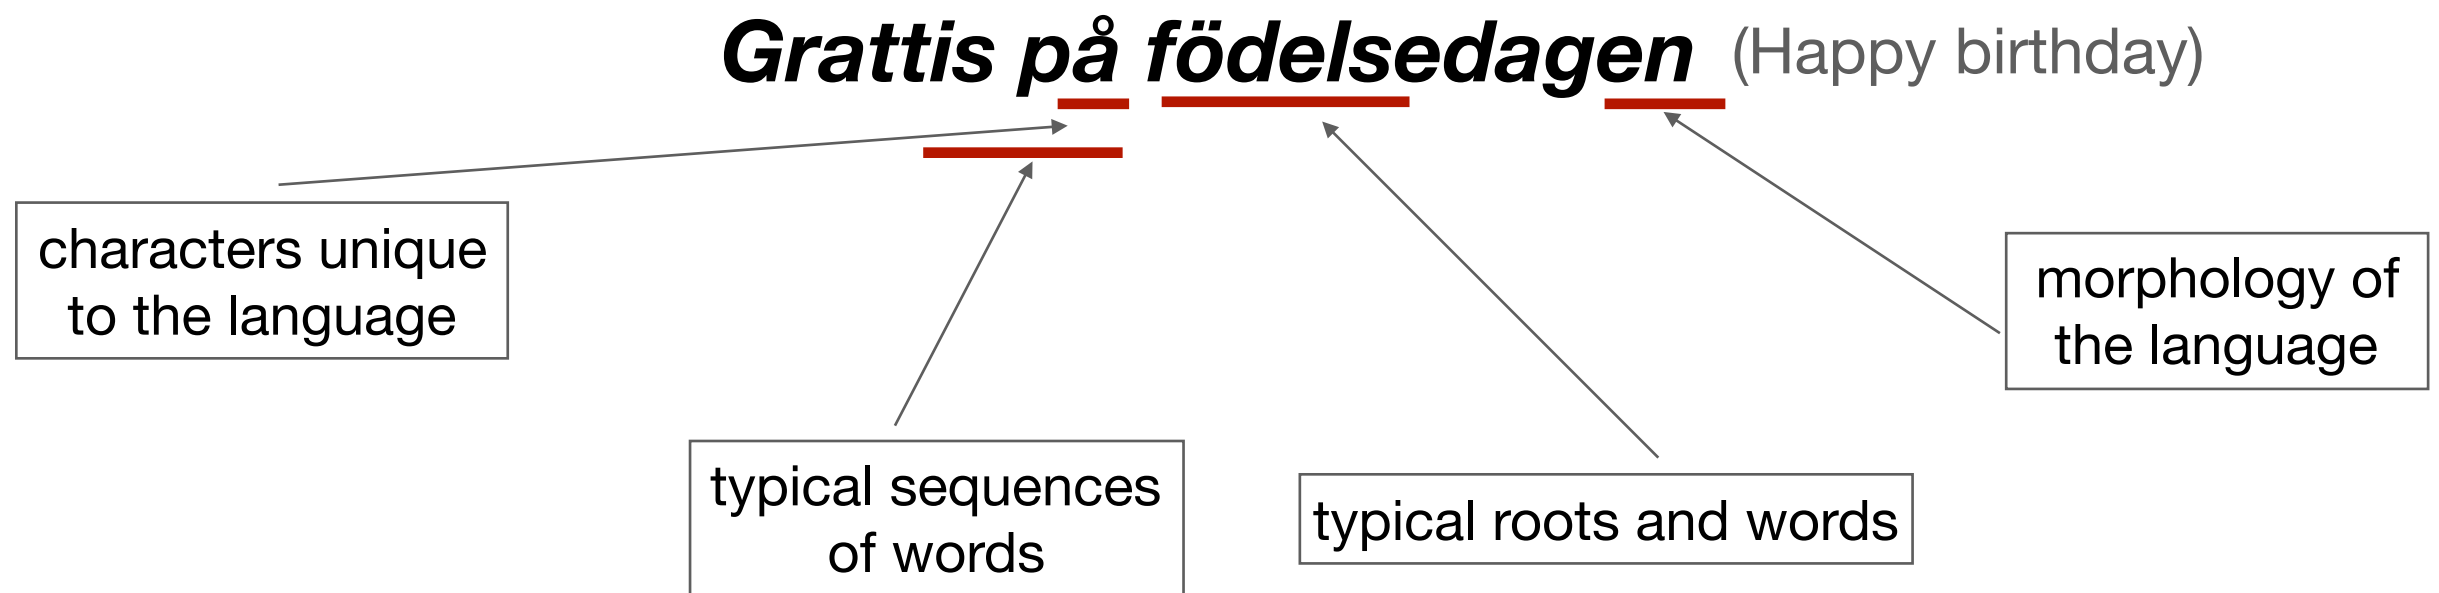 Grattis på födelsedagen (Happy birthday)
characters unique
to the language
morphology of
the language
typical sequences
of words
typical roots and words